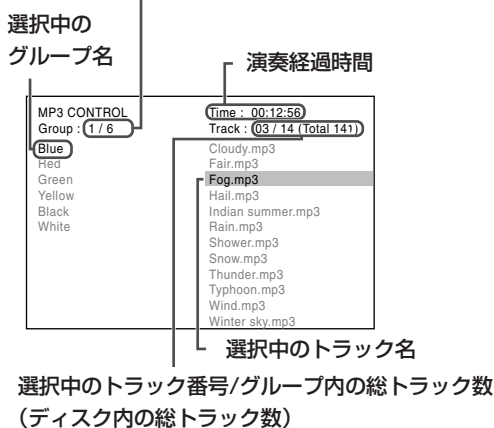 選択中の
グループ名
演奏経過時間
MP3 CONTROL
Group : 1 / 6
Blue
Red
Green
Yellow
Black
White
Time : 00:12:56
Track : 03 / 14 (Total 141)
Cloudy.mp3
Fair.mp3
Fog.mp3
Hail.mp3
Indian summer.mp3
Rain.mp3
Shower.mp3
Snow.mp3
Thunder.mp3
Typhoon.mp3
Wind.mp3
Winter sky.mp3
選択中のトラック名
選択中のトラック番号/グループ内の総トラック数
（ディスク内の総トラック数）